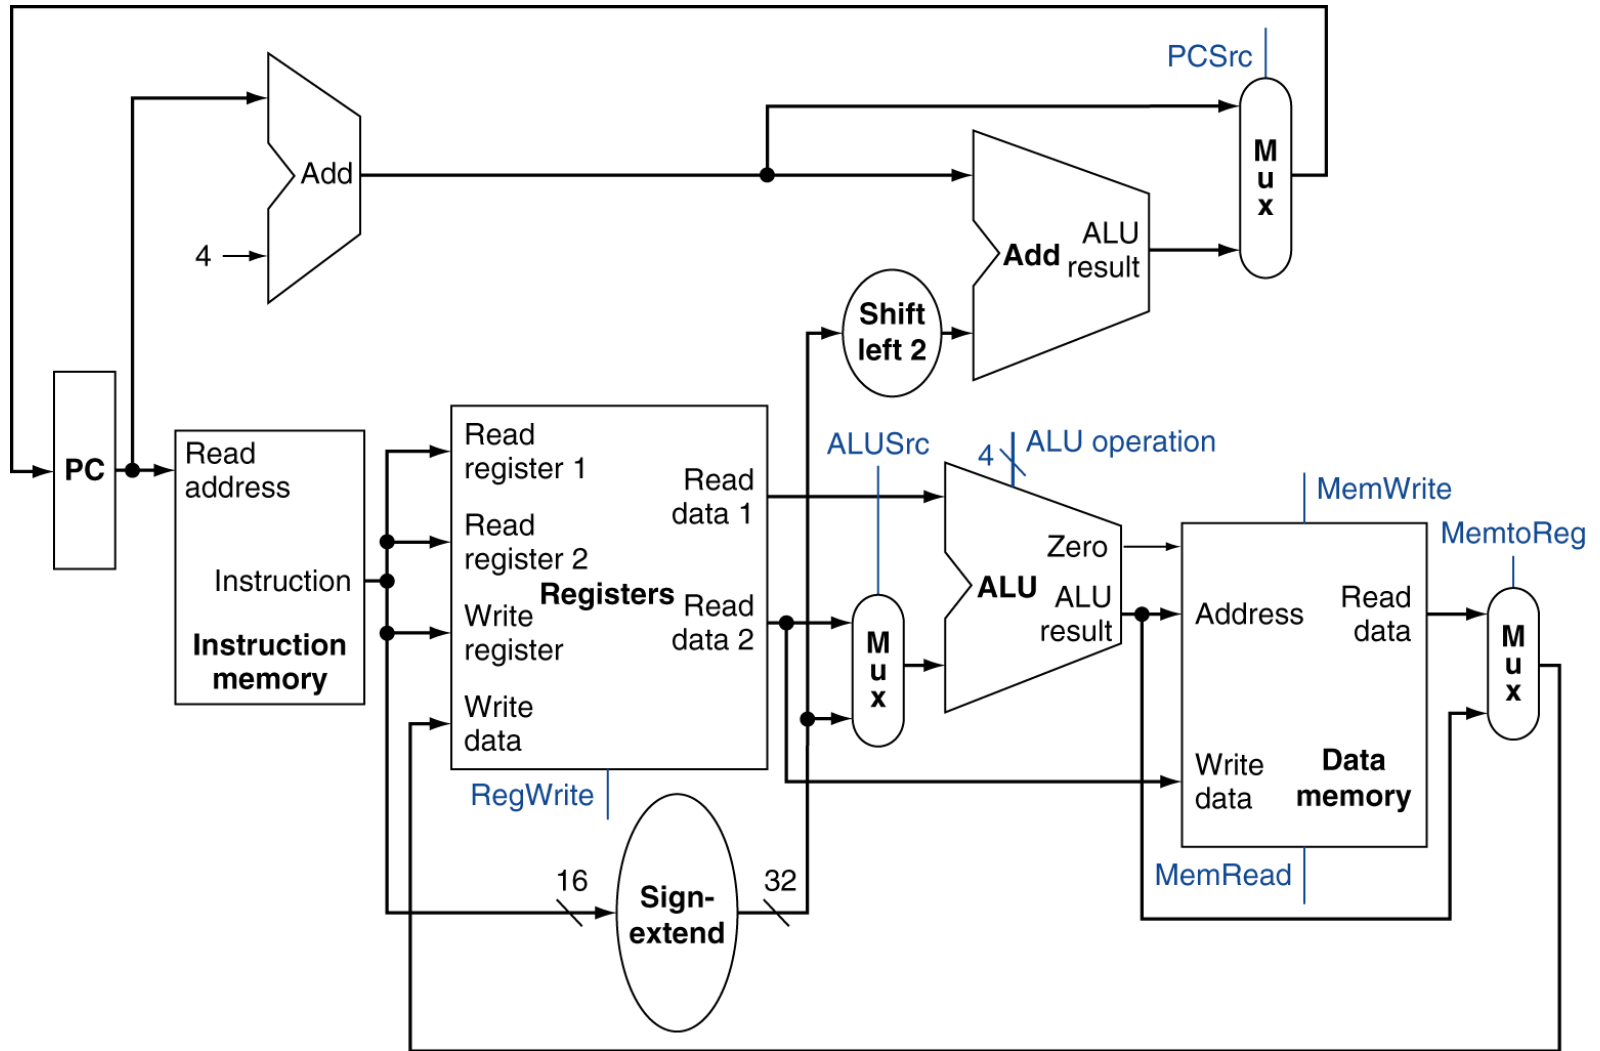 PCSrc
M
u
x
Add
ALU
result
Add
4
Shift
left 2
PC
Read
address
Instruction
Instruction
memory
Read
register 1
Read
register 2
Write
register
Write
data
Registers
Read
data 1
Read
data 2
RegWrite
16
Sign-
extend
32
ALUSrc
M
u
x
4
ALU operation
Zero
ALU
ALU
result
MemWrite
Address
Read
data
Write
data
Data
memory
MemRead
MemtoReg
M
u
x